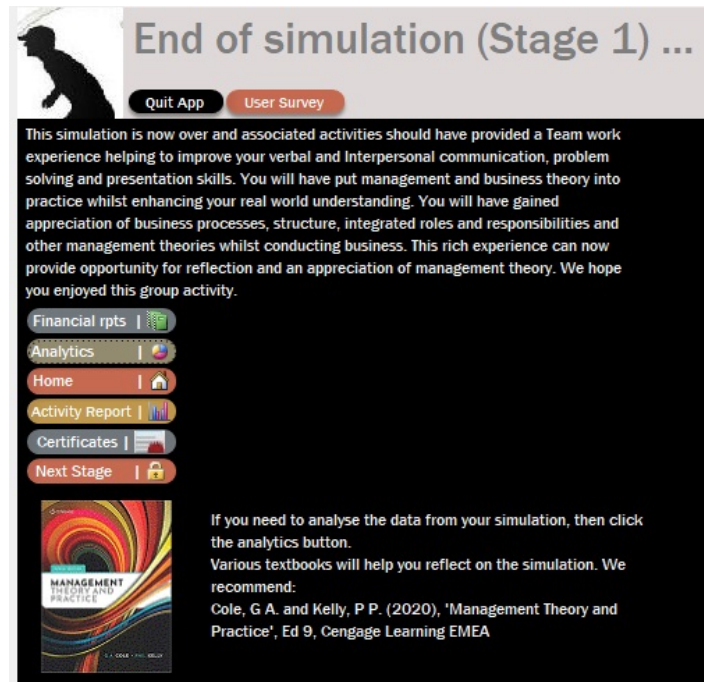 End of simulation (Stage 1) ...
Quit App
User Survey
This simulation is now over and associated activities should have provided a Team work
experience helping to improve your verbal and Interpersonal communication, problem
solving and presentation skills. You will have put management and business theory into
practice whilst enhancing your real world understanding. You will have gained
appreciation of business processes, structure, integrated roles and responsibilities and
other management theories whilst conducting business. This rich experience can now
provide opportunity for reflection and an appreciation of management theory. We hope
you enjoyed this group activity.
Financial rpts |
Analytics |
Home |
Activity Report |
Certificates |
Next Stage |
MANAGEMENT
THEORY AND
PRACTICE
If you need to analyse the data from your simulation, then click
the analytics button.
Various textbooks will help you reflect on the simulation. We
recommend:
Cole, G A. and Kelly, P P. (2020), 'Management Theory and
Practice', Ed 9, Cengage Learning EMEA